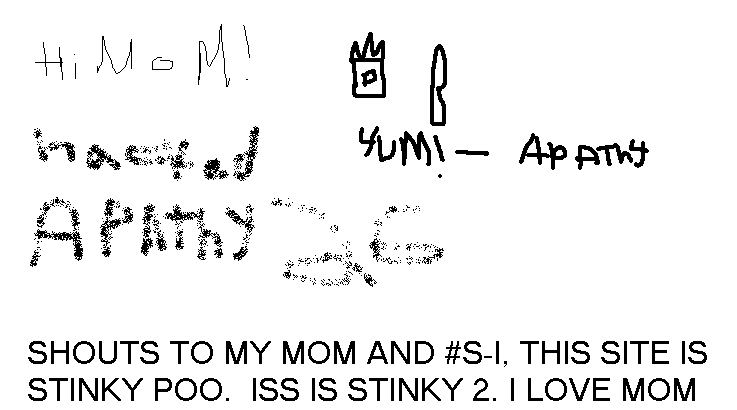 Hi MoM!
YUM! — APAThy
hacked
APAThy 26
SHOUTS TO MY MOM AND #S-I, THIS SITE IS
STINKY POO. ISS IS STINKY 2. I LOVE MOM